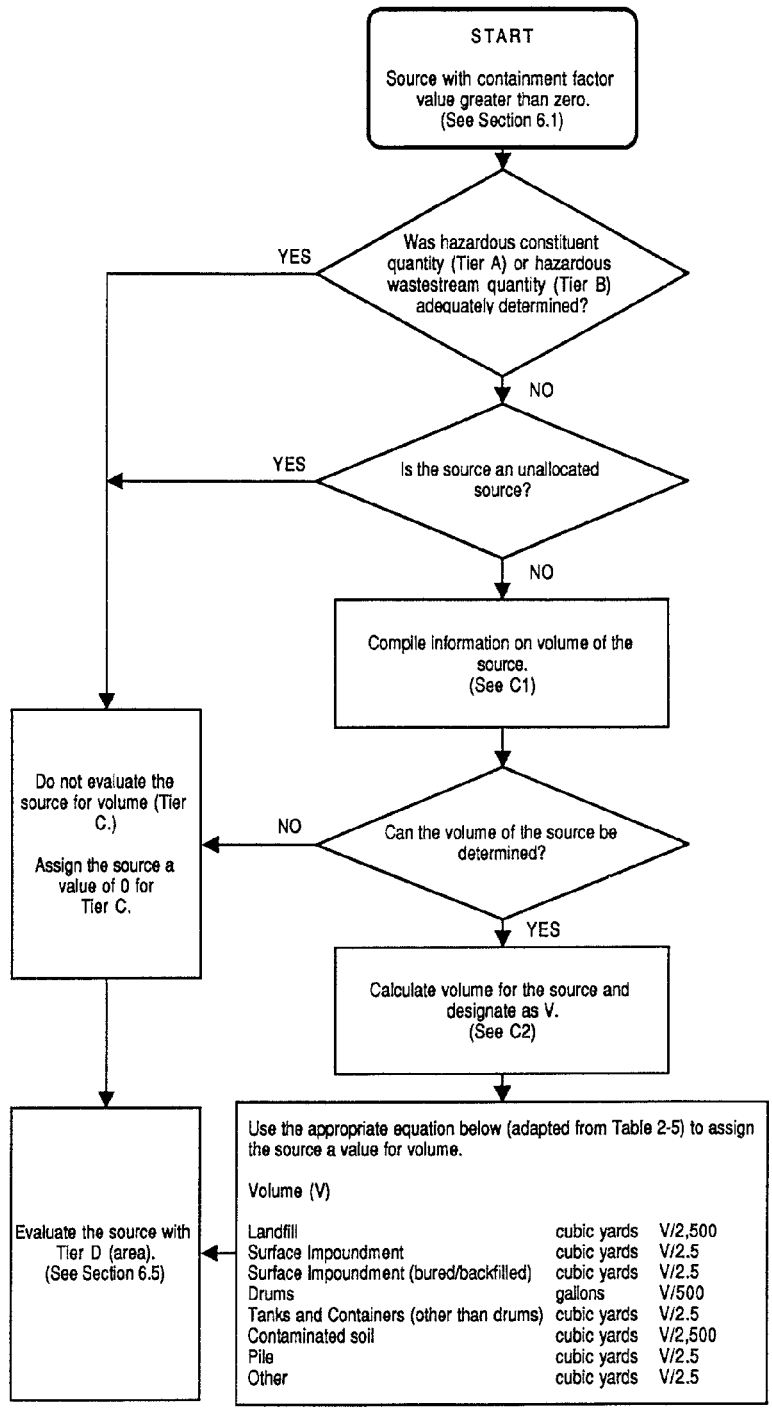 START
Source with containment factor
value greater than zero.
(See Section 6.1)
YES
Was hazardous constituent
quantity (Tier A) or hazardous
wastestream quantity (Tier B)
adequately determined?
NO
YES
Is the source an unallocated
source?
NO
Compile information on volume of the
source.
(See C1)
Do not evaluate the
source for volume (Tier
C.)
Assign the source a
value of 0 for
Tier C.
NO
Can the volume of the source be
determined?
YES
Calculate volume for the source and
designate as V.
(See C2)
Evaluate the source with
Tier D (area).
(See Section 6.5)
Use the appropriate equation below (adapted from Table 2-5) to assign
the source a value for volume.
Volume (V)
Landfill cubic yards V/2,500
Surface Impoundment cubic yards V/2.5
Surface Impoundment (bured/backfilled) cubic yards V/2.5
Drums gallons V/500
Tanks and Containers (other than drums) cubic yards V/2.5
Contaminated soil cubic yards V/2,500
Pile cubic yards V/2.5
Other cubic yards V/2.5